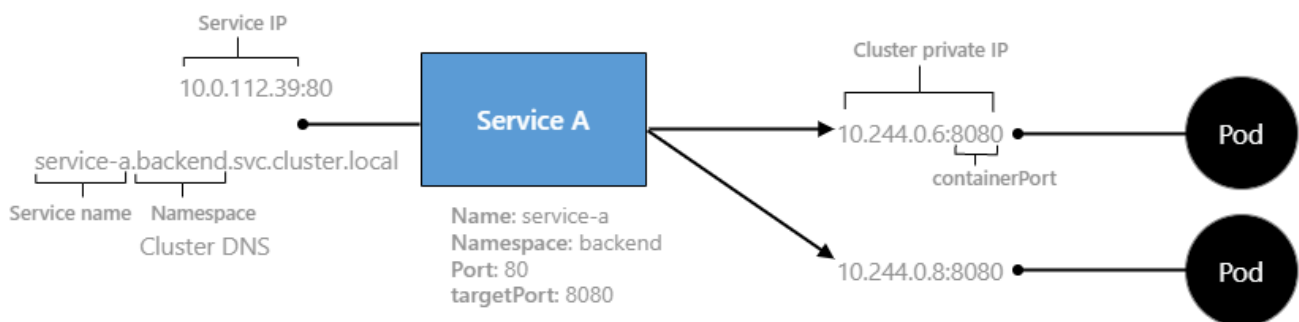 Service IP
10.0.112.39:80
service-a.backend.svc.cluster.local
Service name
Namespace
Cluster DNS
Service A
Name: service-a
Namespace: backend
Port: 80
targetPort: 8080
Cluster private IP
10.244.0.6:8080
containerPort
Pod
10.244.0.8:8080
Pod